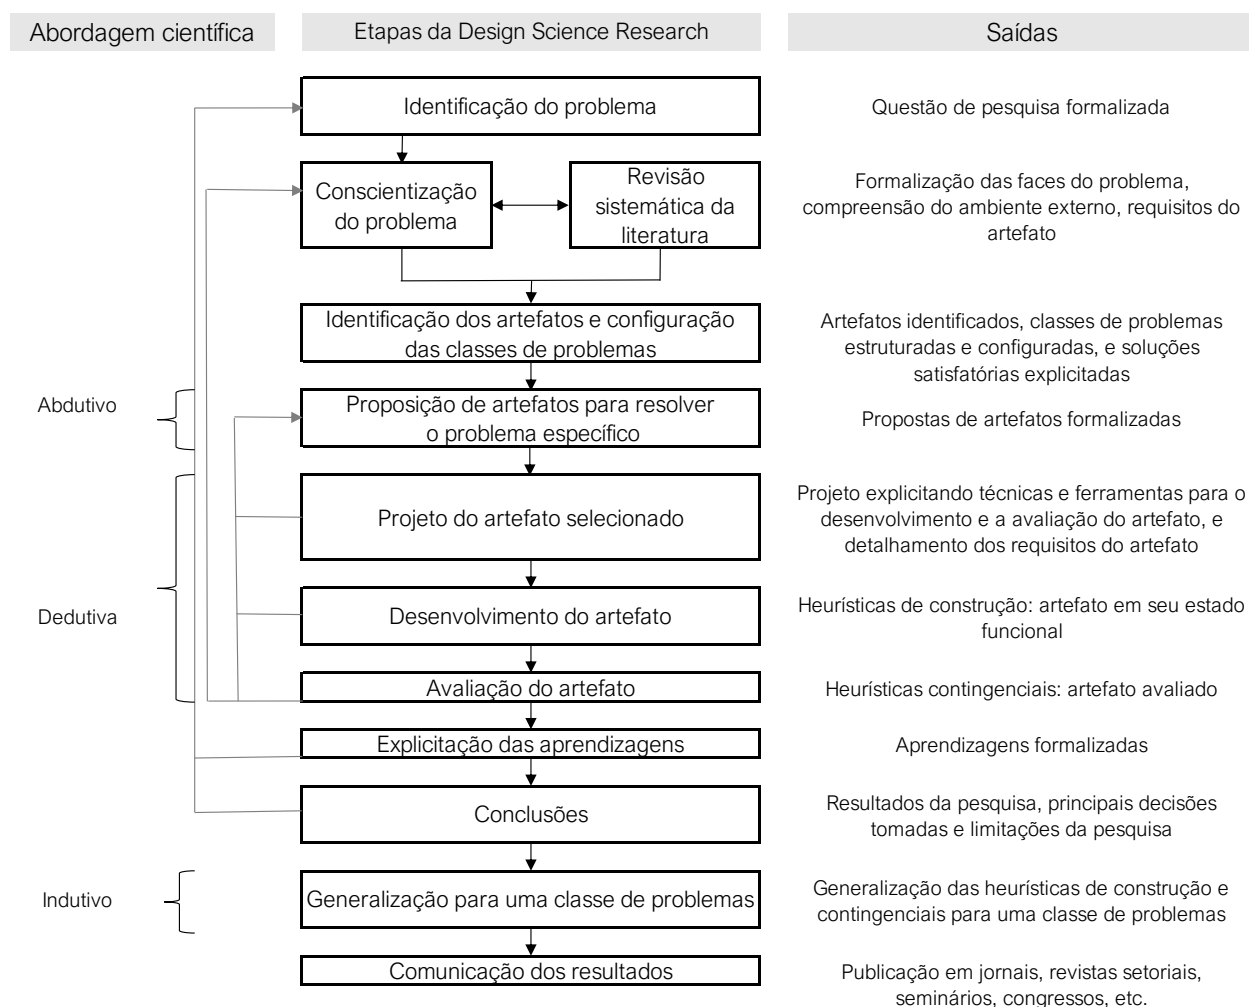 Abordagem científica
Etapas da Design Science Research
Saídas
Identificação do problema
Questão de pesquisa formalizada
Conscientização
do problema
Revisão
sistemática da
literatura
Formalização das faces do problema,
compreensão do ambiente externo, requisitos do
artefato
Identificação dos artefatos e configuração
das classes de problemas
Artefatos identificados, classes de problemas
estruturadas e configuradas, e soluções
satisfatórias explicitadas
Abdutivo
Proposição de artefatos para resolver
o problema específico
Propostas de artefatos formalizadas
Projeto do artefato selecionado
Projeto explicitando técnicas e ferramentas para o
desenvolvimento e a avaliação do artefato, e
detalhamento dos requisitos do artefato
Dedutiva
Desenvolvimento do artefato
Heurísticas de construção: artefato em seu estado
funcional
Avaliação do artefato
Heurísticas contingenciais: artefato avaliado
Explicitação das aprendizagens
Aprendizagens formalizadas
Conclusões
Resultados da pesquisa, principais decisões
tomadas e limitações da pesquisa
Indutivo
Generalização para uma classe de problemas
Generalização das heurísticas de construção e
contingenciais para uma classe de problemas
Comunicação dos resultados
Publicação em jornais, revistas setoriais,
seminários, congressos, etc.